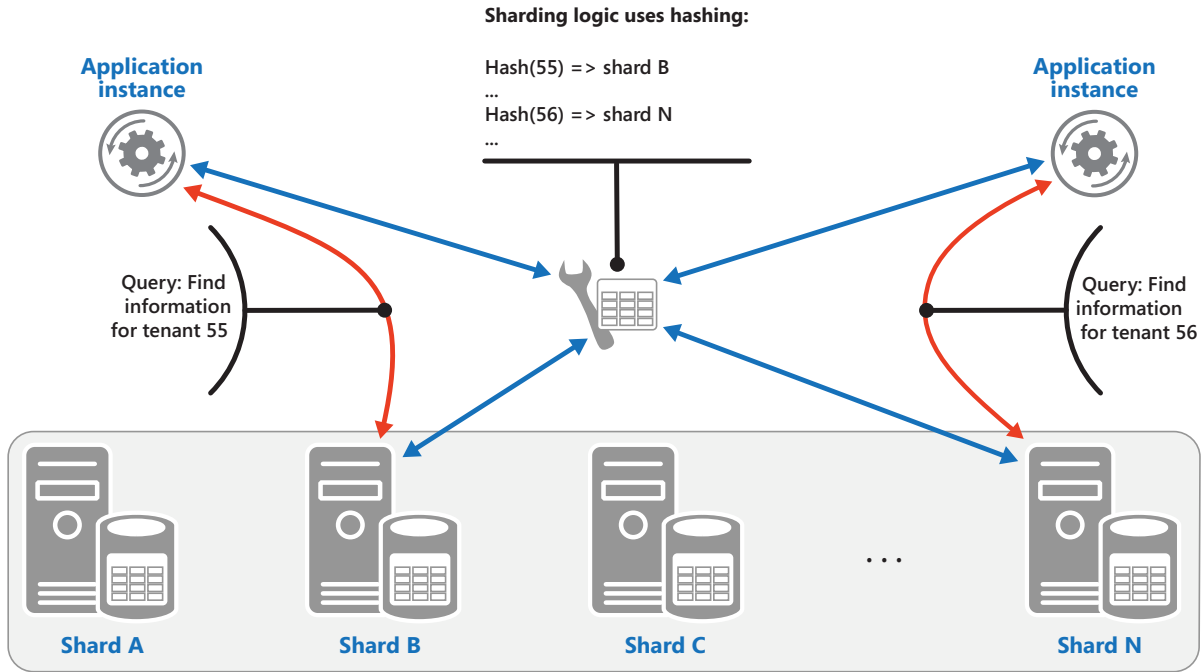 Sharding logic uses hashing:
Hash(55) => shard B
...
Hash(56) => shard N
...
Application
instance
Application
instance
Query: Find
information
for tenant 55
Query: Find
information
for tenant 56
...
Shard A
Shard B
Shard C
Shard N